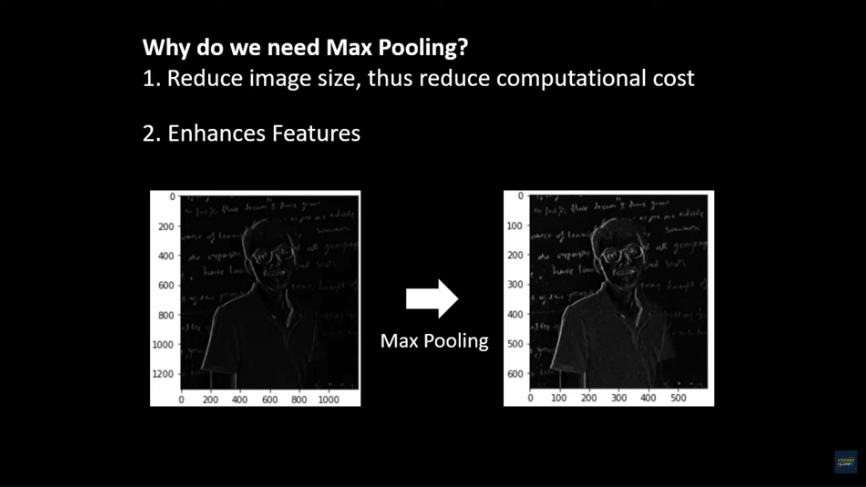 Why do we need Max Pooling?
1. Reduce image size, thus reduce computational cost
2. Enhances Features
0
200
400
600
800
1000
1200
0 200 400 600 800 1000
Max Pooling
0
100
200
300
400
500
600
0 100 200 300 400 500